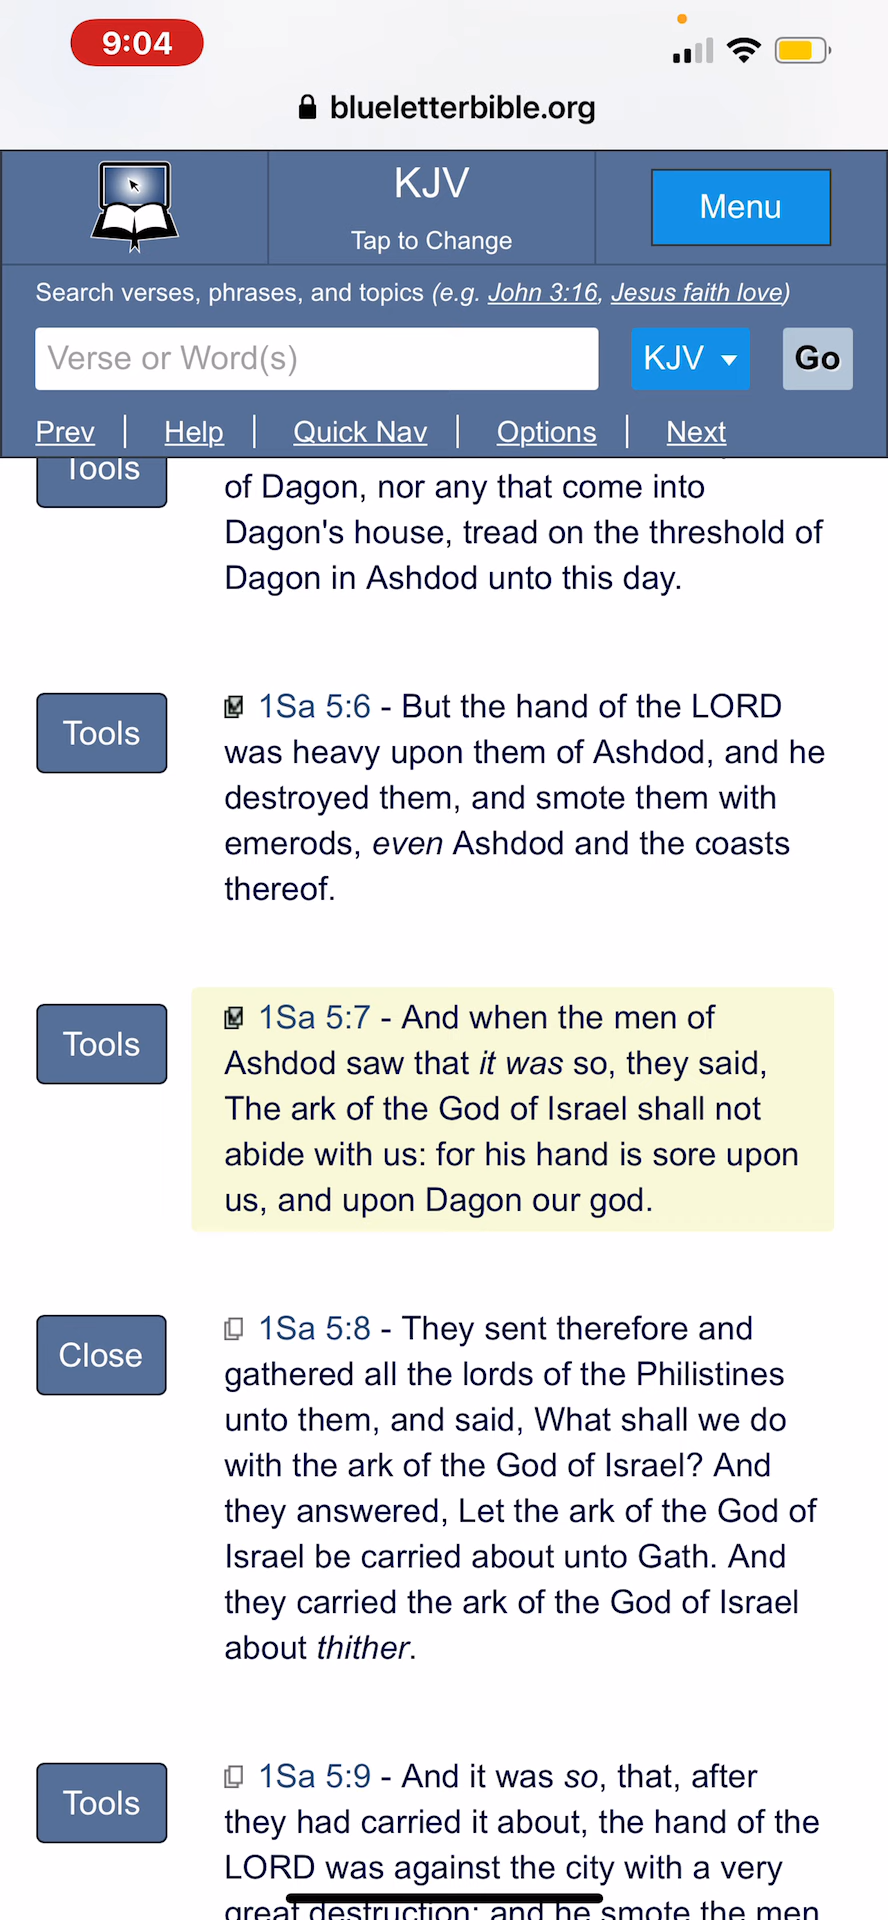 9:04
blueletterbible.org
KJV
Tap to Change
Menu
Search verses, phrases, and topics (e.g. John 3:16, Jesus faith love)
Verse or Word(s)
KJV
Go
Prev | Help | Quick Nav | Options | Next
Tools
of Dagon, nor any that come into
Dagon's house, tread on the threshold of
Dagon in Ashdod unto this day.
Tools
1Sa 5:6 - But the hand of the LORD
was heavy upon them of Ashdod, and he
destroyed them, and smote them with
emerods, even Ashdod and the coasts
thereof.
Tools
1Sa 5:7 - And when the men of
Ashdod saw that it was so, they said,
The ark of the God of Israel shall not
abide with us: for his hand is sore upon
us, and upon Dagon our god.
Close
1Sa 5:8 - They sent therefore and
gathered all the lords of the Philistines
unto them, and said, What shall we do
with the ark of the God of Israel? And
they answered, Let the ark of the God of
Israel be carried about unto Gath. And
they carried the ark of the God of Israel
about thither.
Tools
1Sa 5:9 - And it was so, that, after
they had carried it about, the hand of the
LORD was against the city with a very
great destruction: and he smote the men